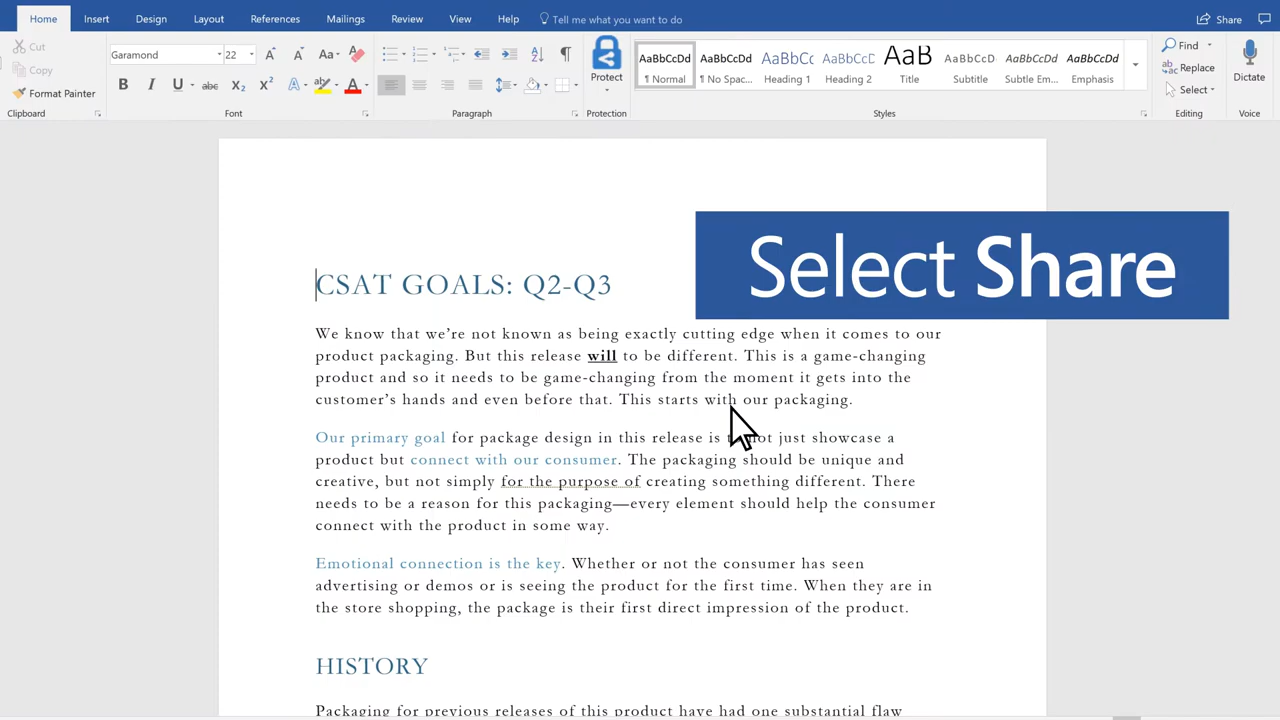 Home Insert Design Layout References Mailings Review View Help Tell me what you want to do Share
Cut
Copy
Format Painter
Clipboard
Garamond 22
Aa
B I U abc X₂ X² A A
Font
A Z ¶
Paragraph
Protect
Protection
AaBbCcDd
¶ Normal
AaBbCcDd
¶ No Spac...
AaBbCc
Heading 1
AaBbCcD
Heading 2
AaB
Title
AaBbCcD
Subtitle
AaBbCcDd
Subtle Em...
AaBbCcDd
Emphasis
Styles
Find
Replace
Select
Editing
Dictate
Voice
Select Share
CSAT GOALS: Q2-Q3
We know that we’re not known as being exactly cutting edge when it comes to our
product packaging. But this release will to be different. This is a game-changing
product and so it needs to be game-changing from the moment it gets into the
customer’s hands and even before that. This starts with our packaging.
Our primary goal for package design in this release is to not just showcase a
product but connect with our consumer. The packaging should be unique and
creative, but not simply for the purpose of creating something different. There
needs to be a reason for this packaging—every element should help the consumer
connect with the product in some way.
Emotional connection is the key. Whether or not the consumer has seen
advertising or demos or is seeing the product for the first time. When they are in
the store shopping, the package is their first direct impression of the product.
HISTORY
Packaging for previous releases of this product have had one substantial flaw